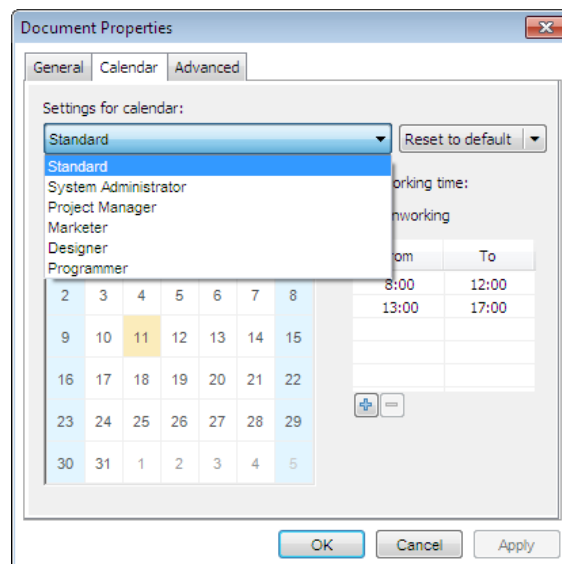 Document Properties
General Calendar Advanced
Settings for calendar:
Standard Reset to default
Standard
System Administrator
Project Manager
Marketer
Designer
Programmer
orking time:
nworking
om To
8:00 12:00
13:00 17:00
2 3 4 5 6 7 8
9 10 11 12 13 14 15
16 17 18 19 20 21 22
23 24 25 26 27 28 29
30 31 1 2 3 4 5
OK Cancel Apply